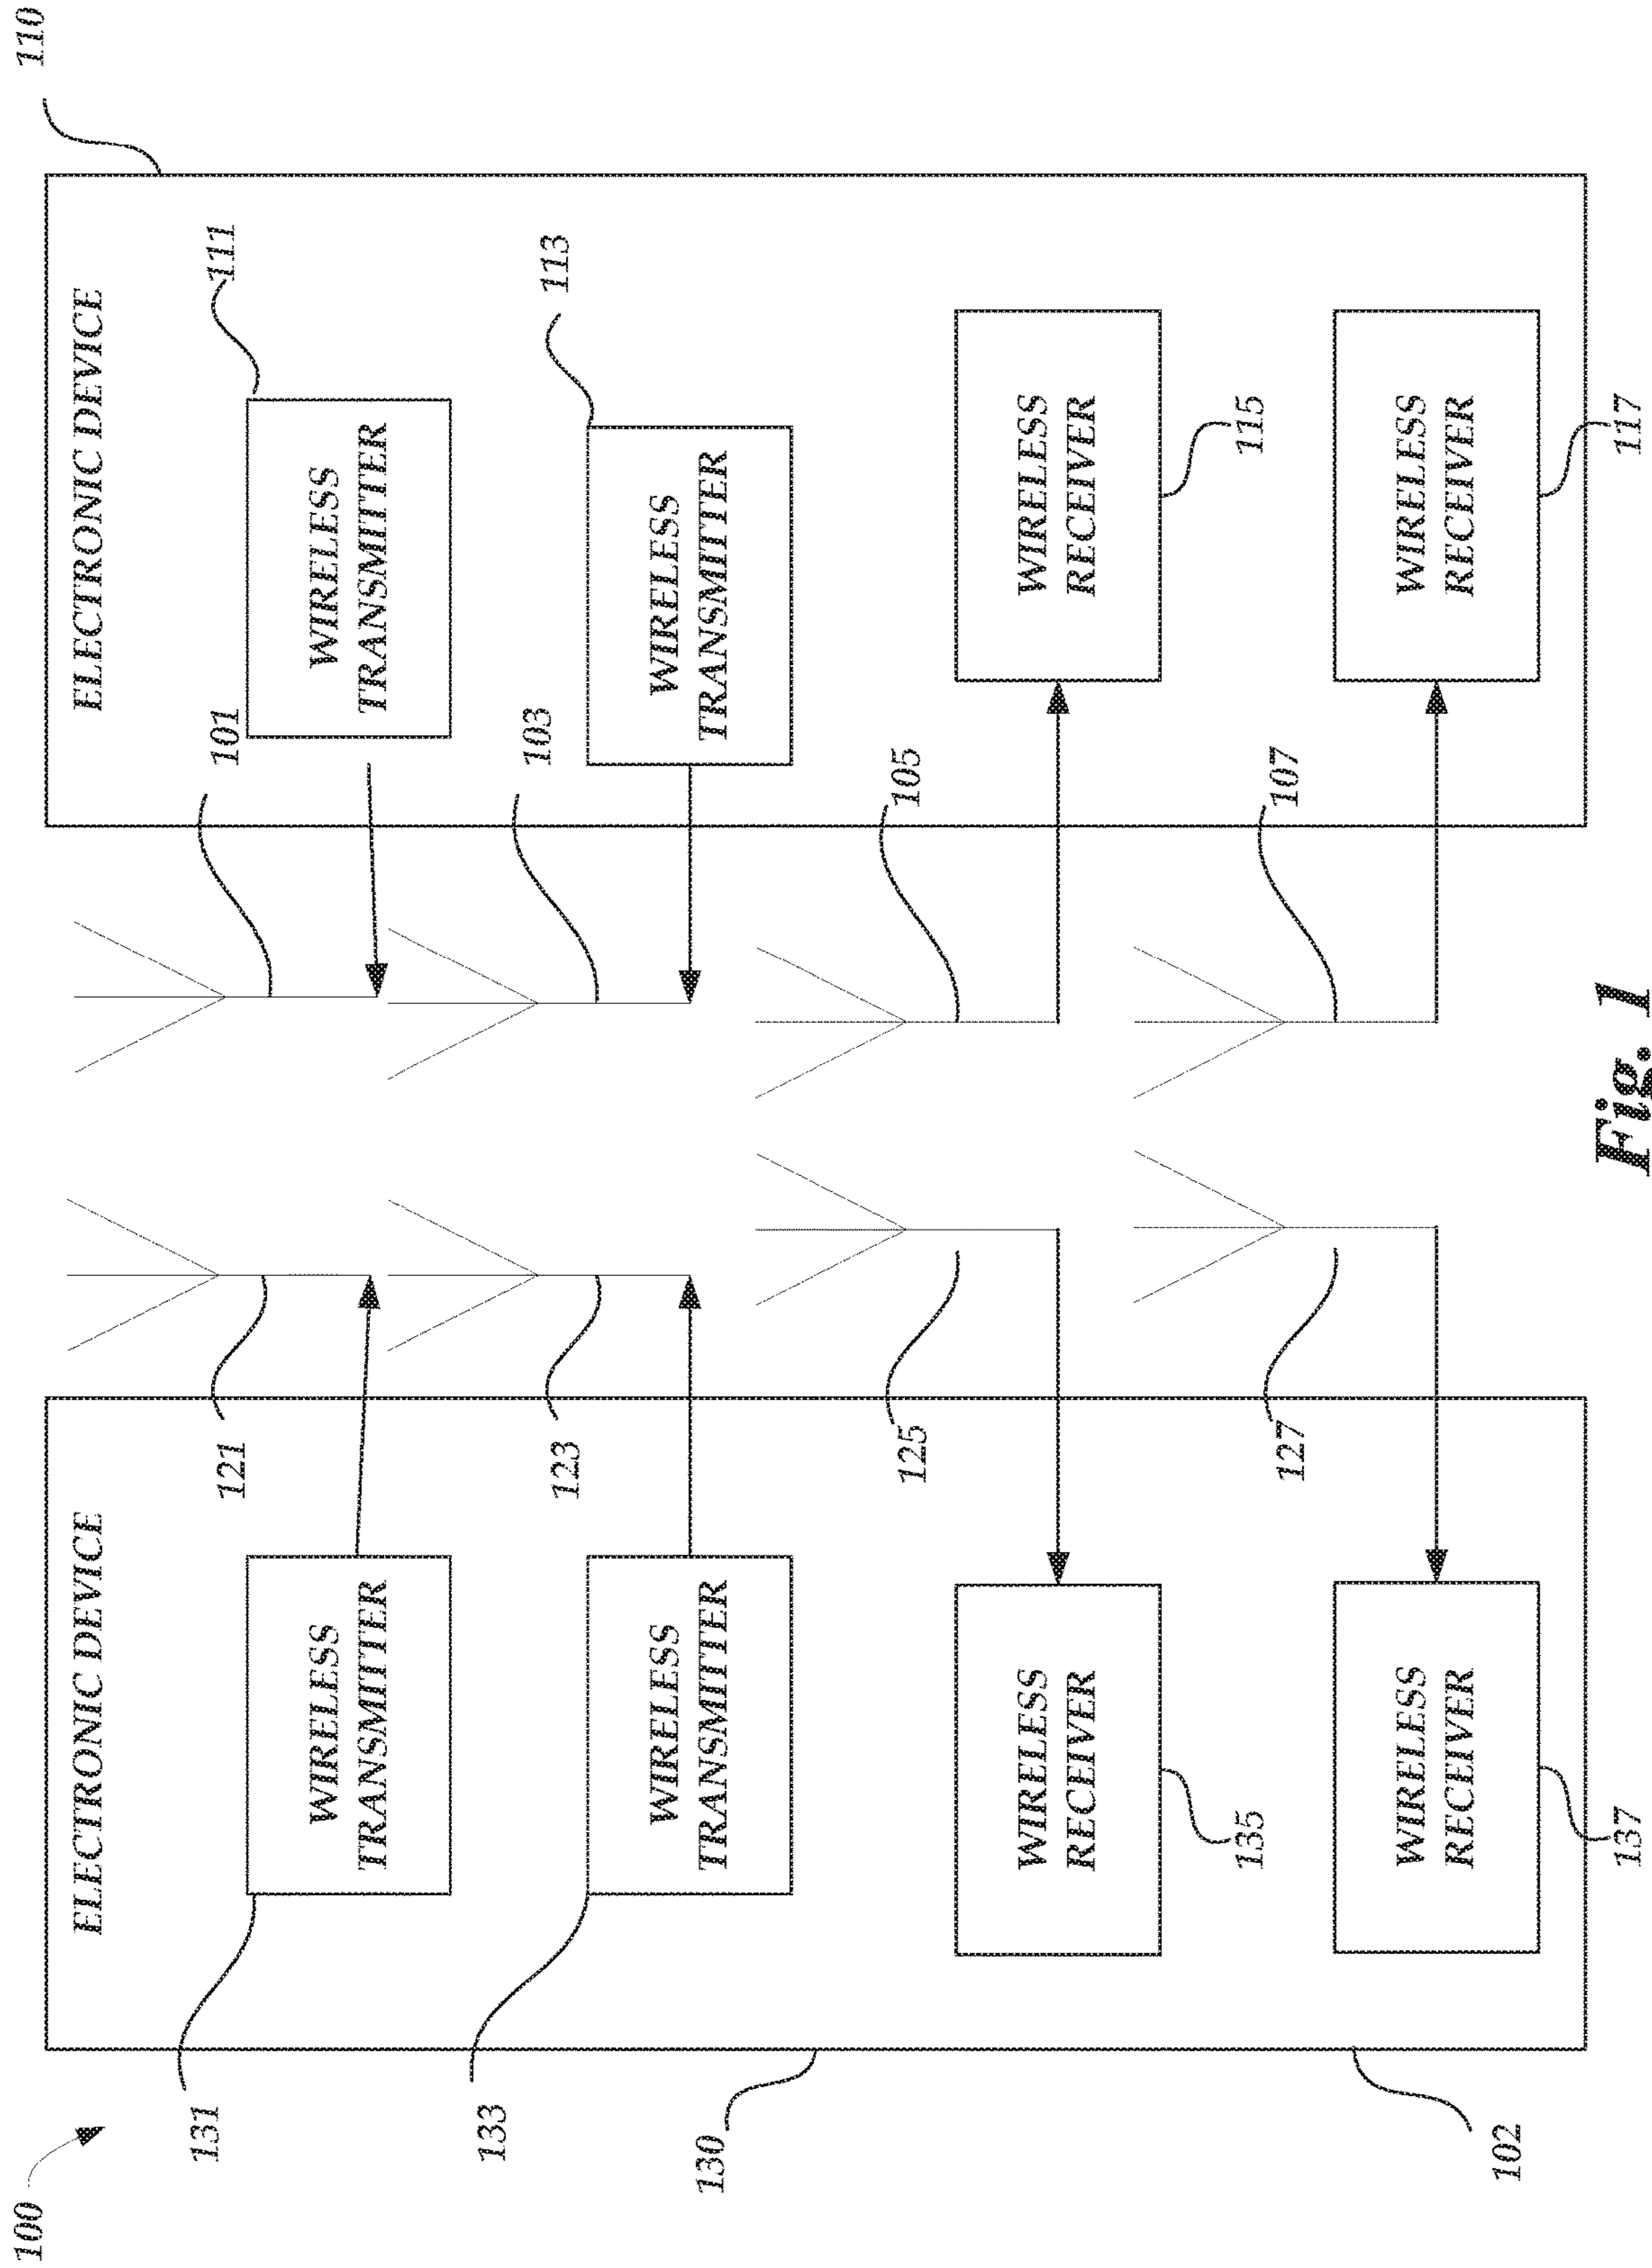 100
110
ELECTRONIC DEVICE
ELECTRONIC DEVICE
131
121
101
111
WIRELESS
TRANSMITTER
WIRELESS
TRANSMITTER
133
123
103
113
WIRELESS
TRANSMITTER
WIRELESS
TRANSMITTER
130
125
105
WIRELESS
RECEIVER
WIRELESS
RECEIVER
135
115
127
107
WIRELESS
RECEIVER
WIRELESS
RECEIVER
102
137
117
Fig. 1